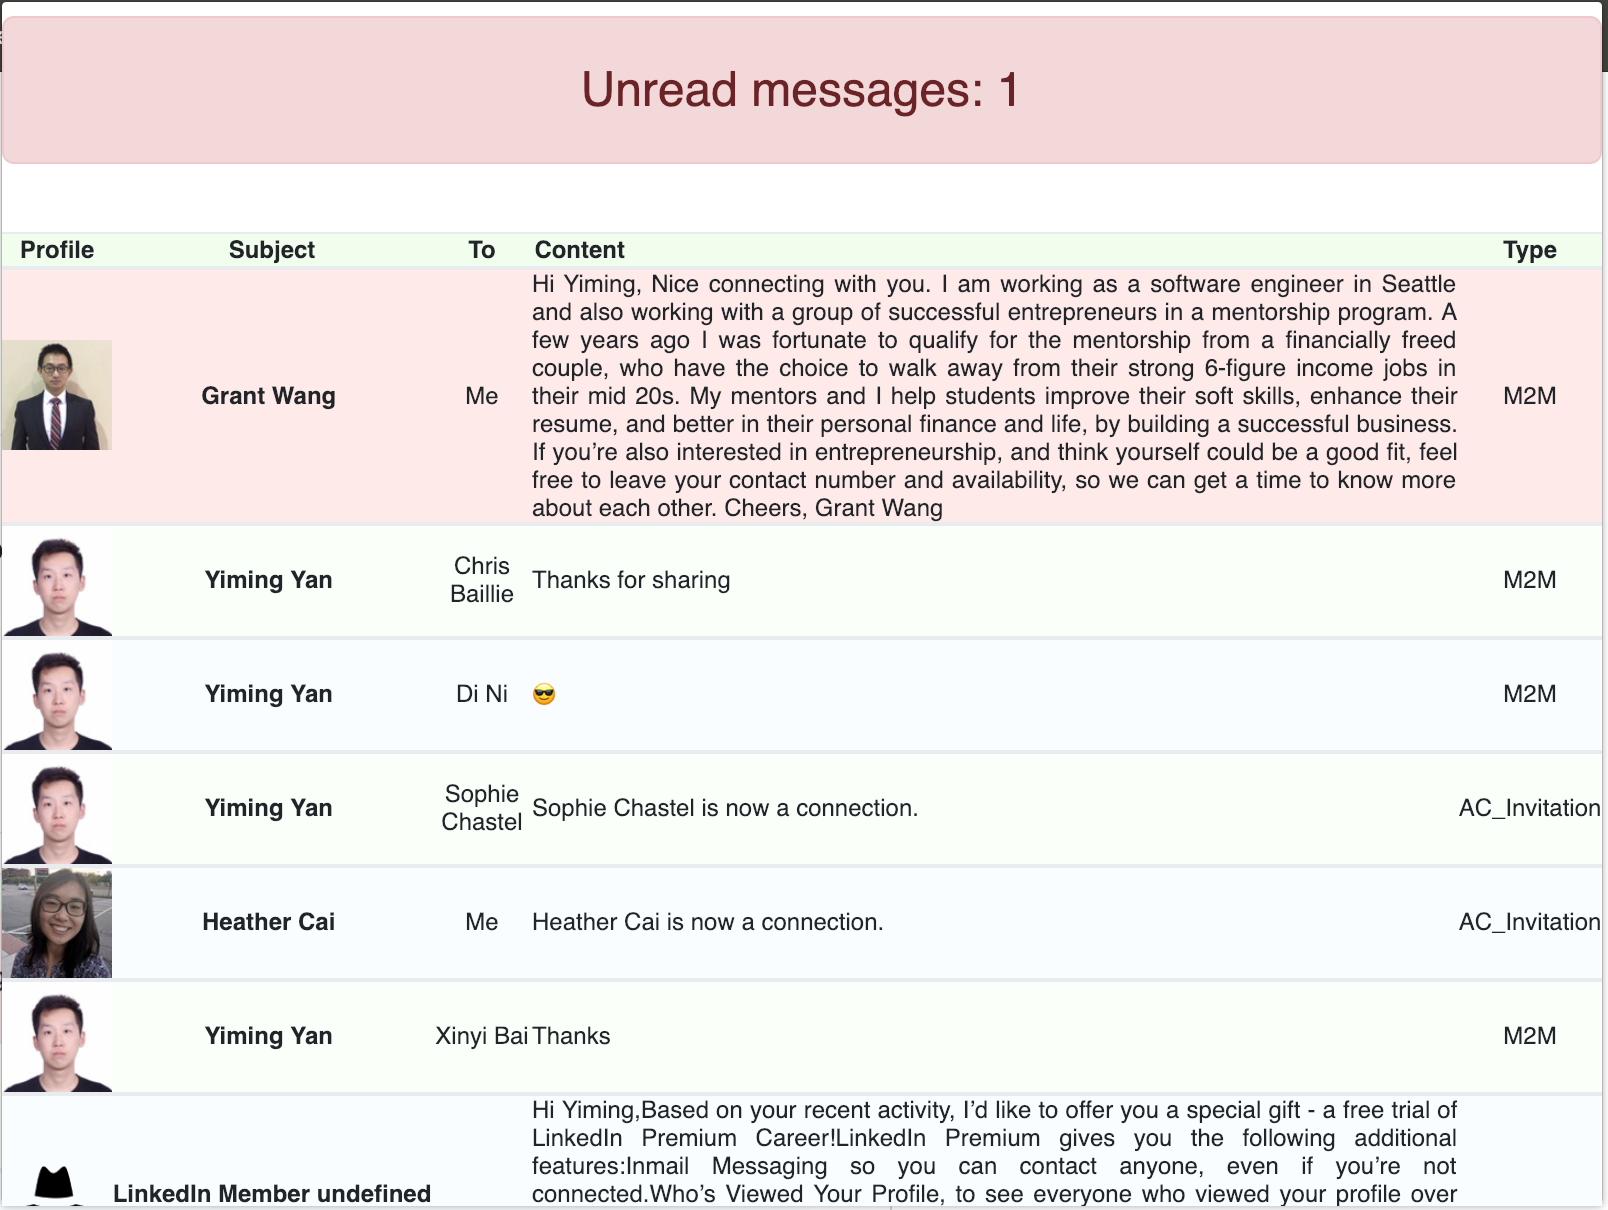 Unread messages: 1
Profile Subject To Content Type
Hi Yiming, Nice connecting with you. I am working as a software engineer in Seattle
and also working with a group of successful entrepreneurs in a mentorship program. A
few years ago I was fortunate to qualify for the mentorship from a financially freed
couple, who have the choice to walk away from their strong 6-figure income jobs in
Grant Wang Me their mid 20s. My mentors and I help students improve their soft skills, enhance their M2M
resume, and better in their personal finance and life, by building a successful business.
If you’re also interested in entrepreneurship, and think yourself could be a good fit, feel
free to leave your contact number and availability, so we can get a time to know more
about each other. Cheers, Grant Wang
Yiming Yan Chris
Baillie Thanks for sharing M2M
Yiming Yan Di Ni 😎 M2M
Yiming Yan Sophie
Chastel Sophie Chastel is now a connection. AC_Invitation
Heather Cai Me Heather Cai is now a connection. AC_Invitation
Yiming Yan Xinyi Bai Thanks M2M
Hi Yiming,Based on your recent activity, I’d like to offer you a special gift - a free trial of
LinkedIn Premium Career!LinkedIn Premium gives you the following additional
features:Inmail Messaging so you can contact anyone, even if you’re not
LinkedIn Member undefined connected.Who’s Viewed Your Profile, to see everyone who viewed your profile over